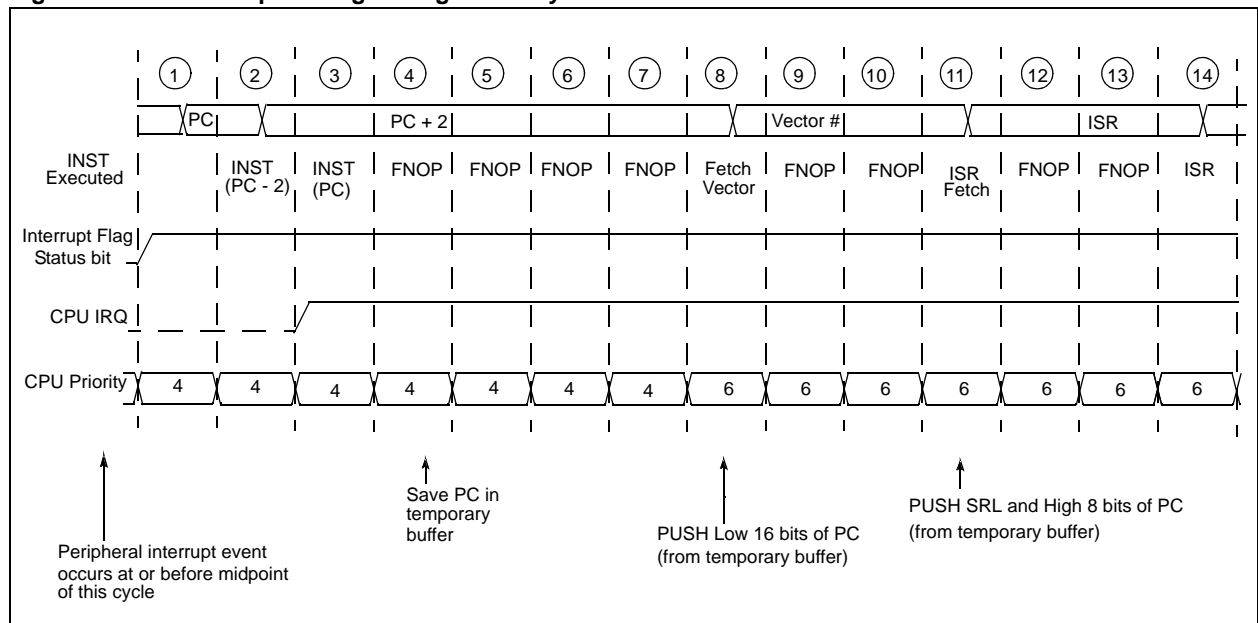 1 2 3 4 5 6 7 8 9 10 11 12 13 14
PC PC + 2 Vector # ISR
INST
Executed
INST
(PC - 2)
INST
(PC)
FNOP FNOP FNOP FNOP
Fetch
Vector
FNOP FNOP
ISR
Fetch
FNOP FNOP ISR
Interrupt Flag
Status bit
CPU IRQ
CPU Priority 4 4 4 4 4 4 4 6 6 6 6 6 6 6
Peripheral interrupt event
occurs at or before midpoint
of this cycle
Save PC in
temporary
buffer
PUSH Low 16 bits of PC
(from temporary buffer)
PUSH SRL and High 8 bits of PC
(from temporary buffer)